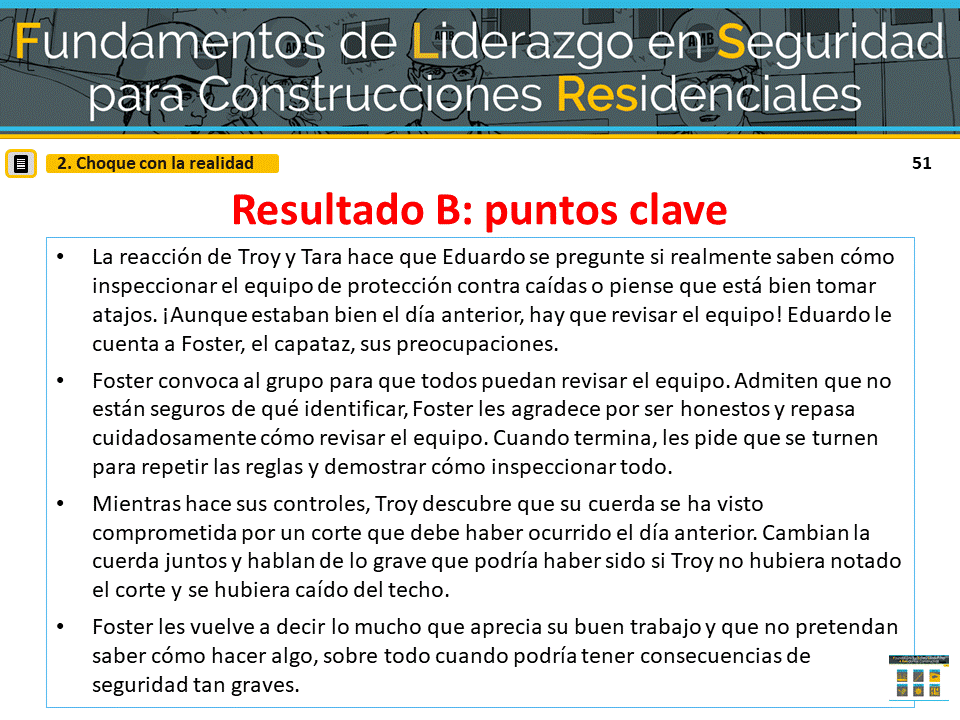 Fundamentos de Liderazgo en Seguridad
para Construcciones Residenciales
2. Choque con la realidad
51
Resultado B: puntos clave
• La reacción de Troy y Tara hace que Eduardo se pregunte si realmente saben cómo
inspeccionar el equipo de protección contra caídas o piense que está bien tomar
atajos. ¡Aunque estaban bien el día anterior, hay que revisar el equipo! Eduardo le
cuenta a Foster, el capataz, sus preocupaciones.
• Foster convoca al grupo para que todos puedan revisar el equipo. Admiten que no
están seguros de qué identificar, Foster les agradece por ser honestos y repasa
cuidadosamente cómo revisar el equipo. Cuando termina, les pide que se turnen
para repetir las reglas y demostrar cómo inspeccionar todo.
• Mientras hace sus controles, Troy descubre que su cuerda se ha visto
comprometida por un corte que debe haber ocurrido el día anterior. Cambian la
cuerda juntos y hablan de lo grave que podría haber sido si Troy no hubiera notado
el corte y se hubiera caído del techo.
• Foster les vuelve a decir lo mucho que aprecia su buen trabajo y que no pretendan
saber cómo hacer algo, sobre todo cuando podría tener consecuencias de
seguridad tan graves.